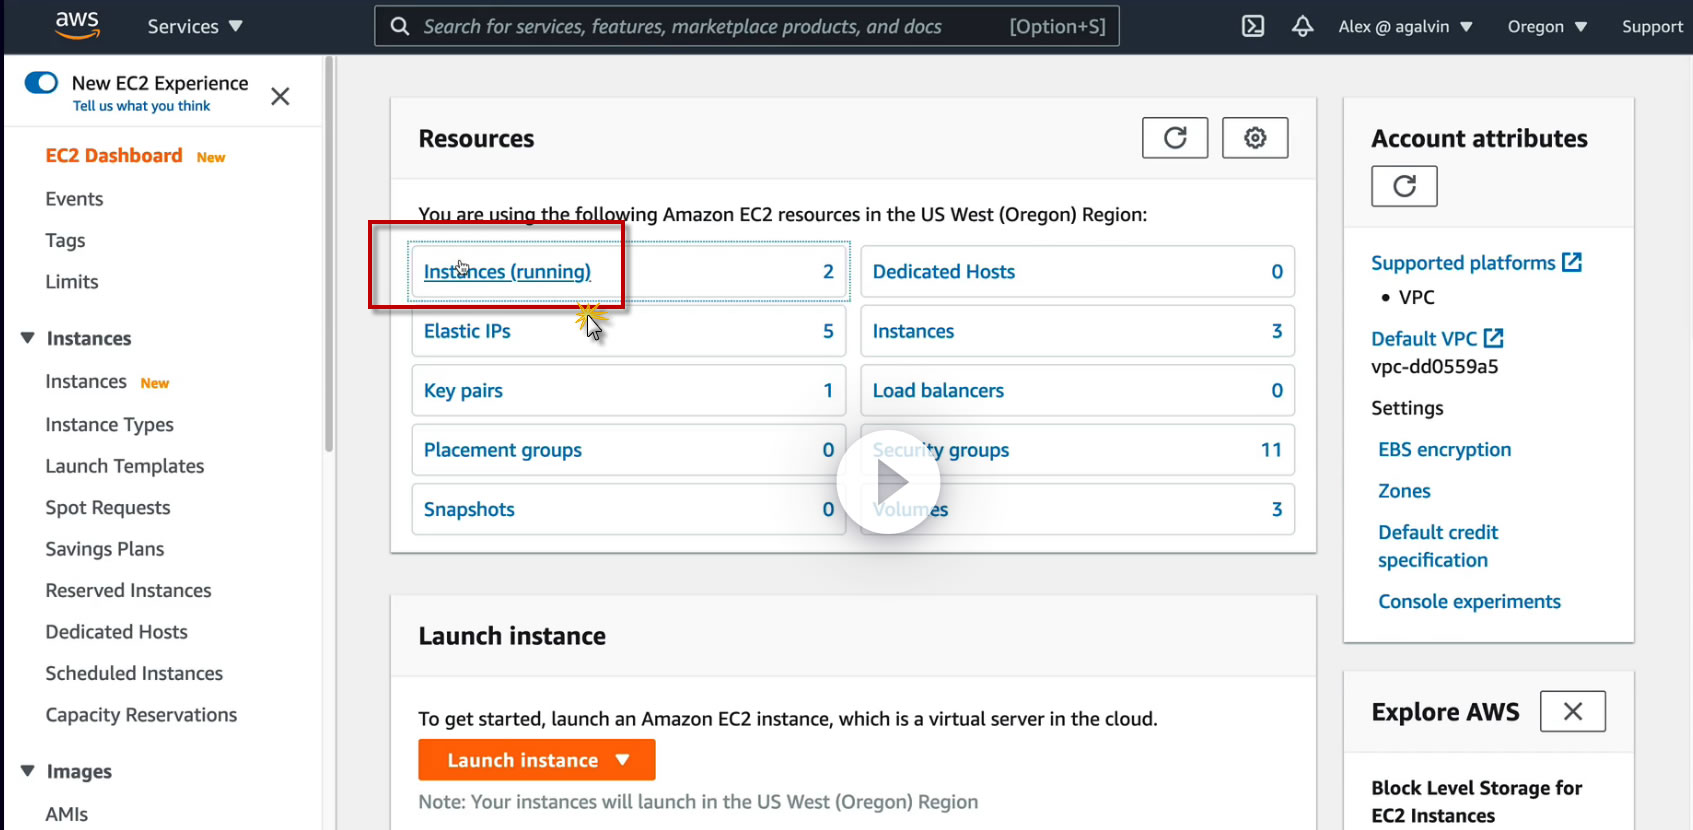 aws
Services
Search for services, features, marketplace products, and docs
[Option+S]
Alex @ agalvin
Oregon
Support
New EC2 Experience
Tell us what you think
EC2 Dashboard New
Events
Tags
Limits
Instances
Instances New
Instance Types
Launch Templates
Spot Requests
Savings Plans
Reserved Instances
Dedicated Hosts
Scheduled Instances
Capacity Reservations
Images
AMIs
Resources
You are using the following Amazon EC2 resources in the US West (Oregon) Region:
Instances (running) 2
Dedicated Hosts 0
Elastic IPs 5
Instances 3
Key pairs 1
Load balancers 0
Placement groups 0
Security groups 11
Snapshots 0
Volumes 3
Launch instance
To get started, launch an Amazon EC2 instance, which is a virtual server in the cloud.
Launch instance
Note: Your instances will launch in the US West (Oregon) Region
Account attributes
Supported platforms
• VPC
Default VPC
vpc-dd0559a5
Settings
EBS encryption
Zones
Default credit
specification
Console experiments
Explore AWS
Block Level Storage for
EC2 Instances